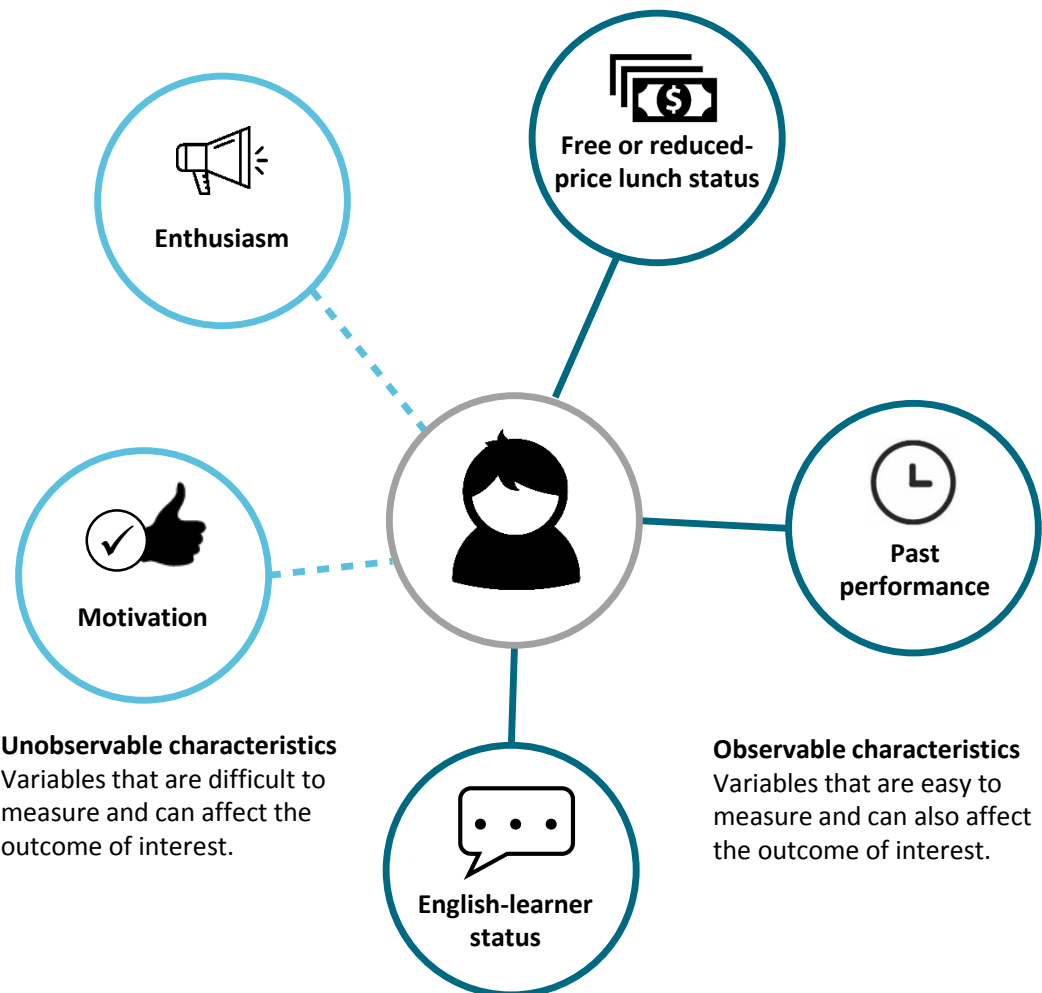 Enthusiasm
Free or reduced-
price lunch status
Motivation
Past
performance
Unobservable characteristics
Variables that are difficult to
measure and can affect the
outcome of interest.
Observable characteristics
Variables that are easy to
measure and can also affect
the outcome of interest.
English-learner
status